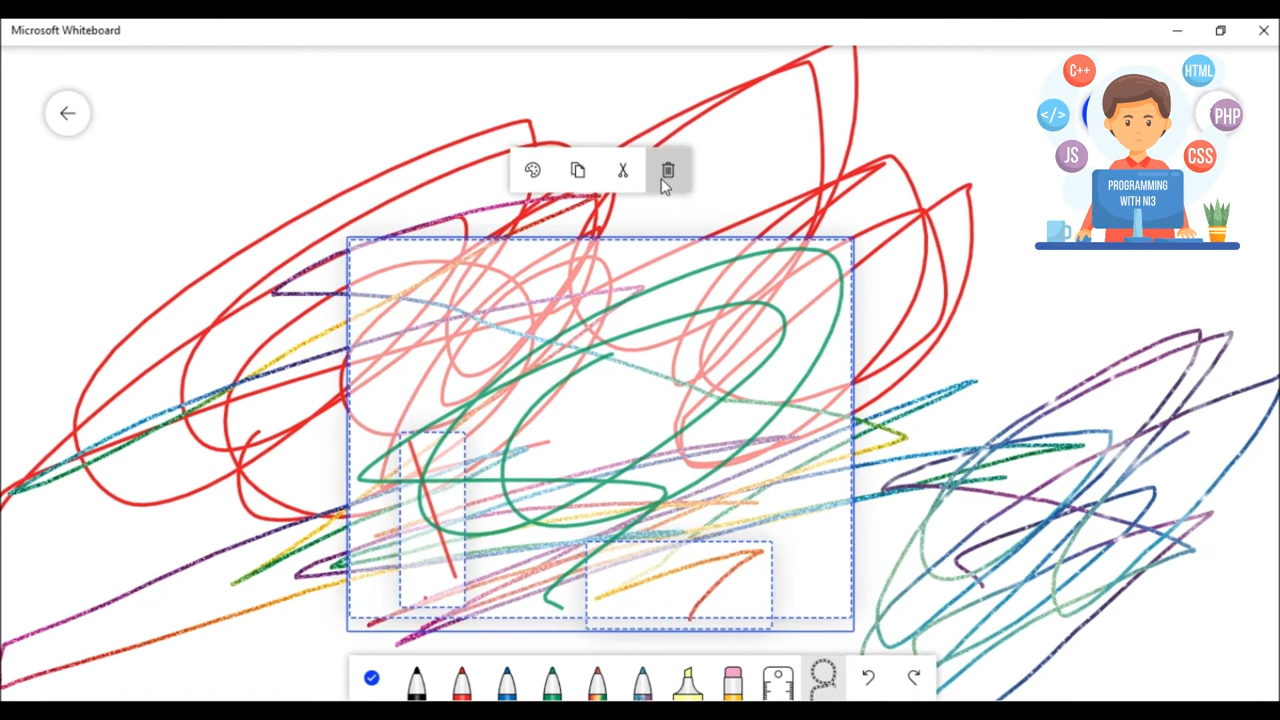 Microsoft Whiteboard
C++
HTML
</>
PHP
JS
CSS
PROGRAMMING
WITH NI3